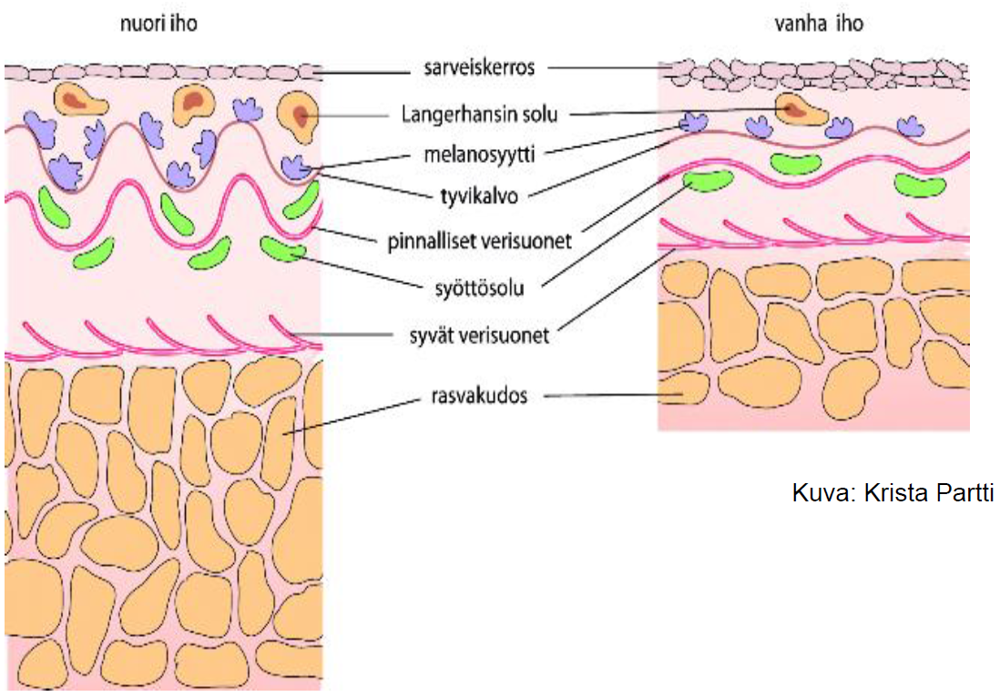 nuori iho
vanha iho
sarveiskerros
Langerhansin solu
melanosyytti
tyvikalvo
pinnalliset verisuonet
syöttösolu
syvät verisuonet
rasvakudos
Kuva: Krista Partti